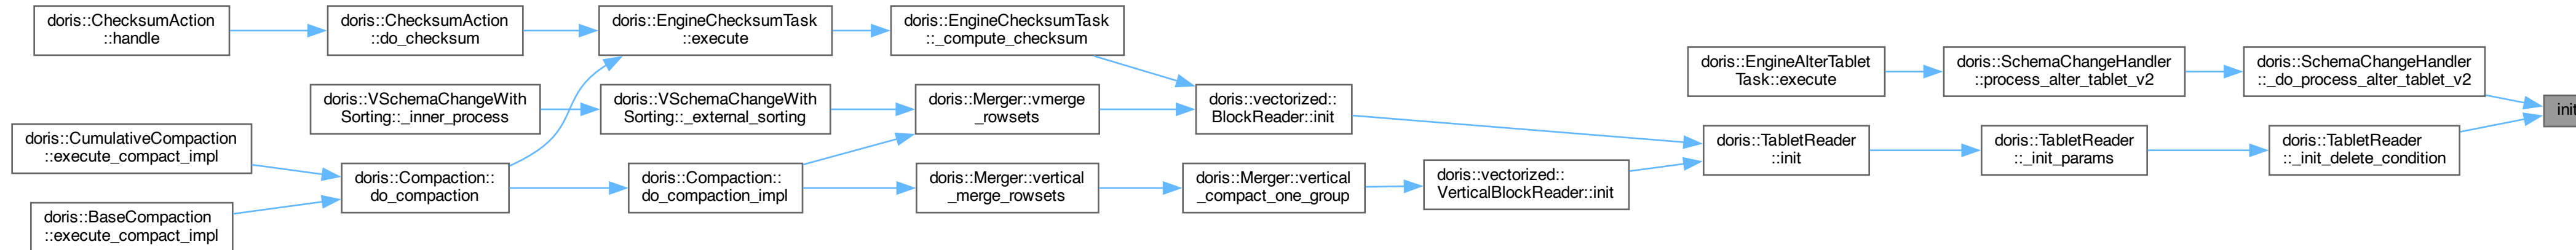 doris::ChecksumAction
::handle
doris::ChecksumAction
::do_checksum
doris::EngineChecksumTask
::execute
doris::EngineChecksumTask
::_compute_checksum
doris::EngineAlterTablet
Task::execute
doris::SchemaChangeHandler
::process_alter_tablet_v2
doris::SchemaChangeHandler
::_do_process_alter_tablet_v2
doris::VSchemaChangeWith
Sorting::_inner_process
doris::VSchemaChangeWith
Sorting::_external_sorting
doris::Merger::vmerge
_rowsets
doris::vectorized::
BlockReader::init
init
doris::CumulativeCompaction
::execute_compact_impl
doris::TabletReader
::init
doris::TabletReader
::_init_params
doris::TabletReader
::_init_delete_condition
doris::Compaction::
do_compaction
doris::Compaction::
do_compaction_impl
doris::Merger::vertical
_merge_rowsets
doris::Merger::vertical
_compact_one_group
doris::vectorized::
VerticalBlockReader::init
doris::BaseCompaction
::execute_compact_impl